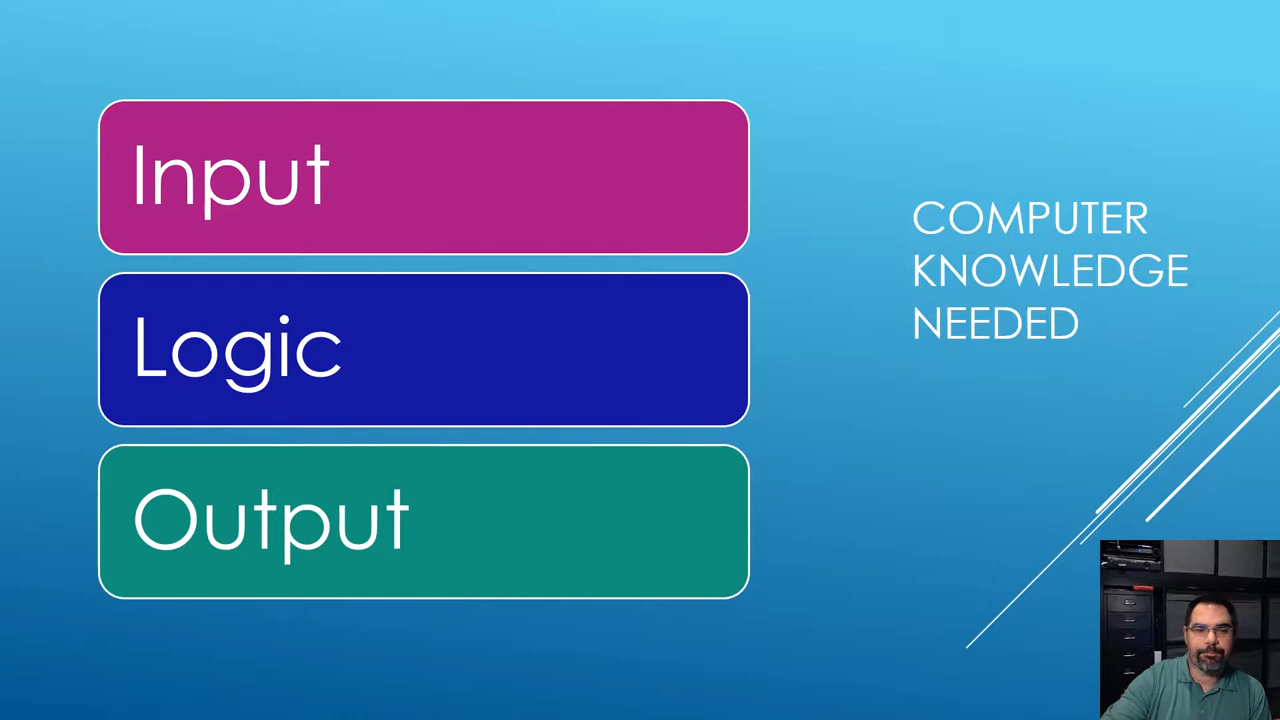 Input
Logic
Output
COMPUTER
KNOWLEDGE
NEEDED